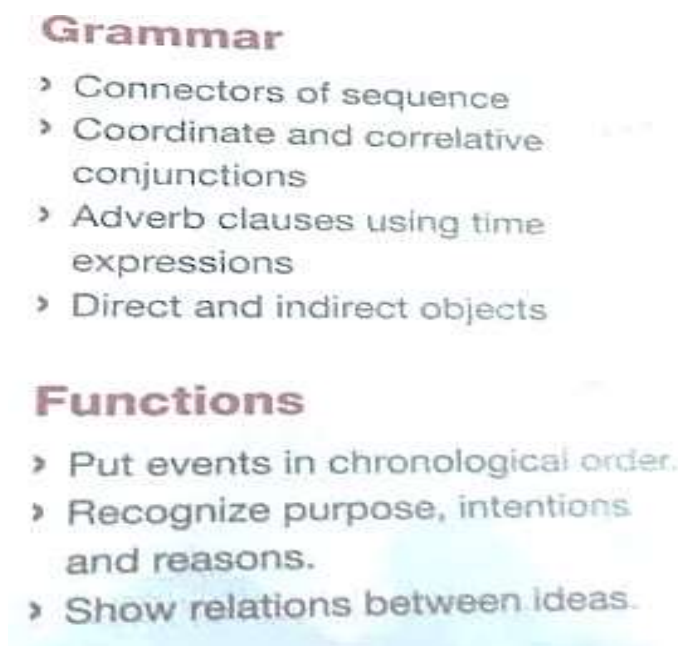 Grammar
› Connectors of sequence
› Coordinate and correlative
conjunctions
› Adverb clauses using time
expressions
› Direct and indirect objects
Functions
› Put events in chronological order.
› Recognize purpose, intentions
and reasons.
› Show relations between ideas.